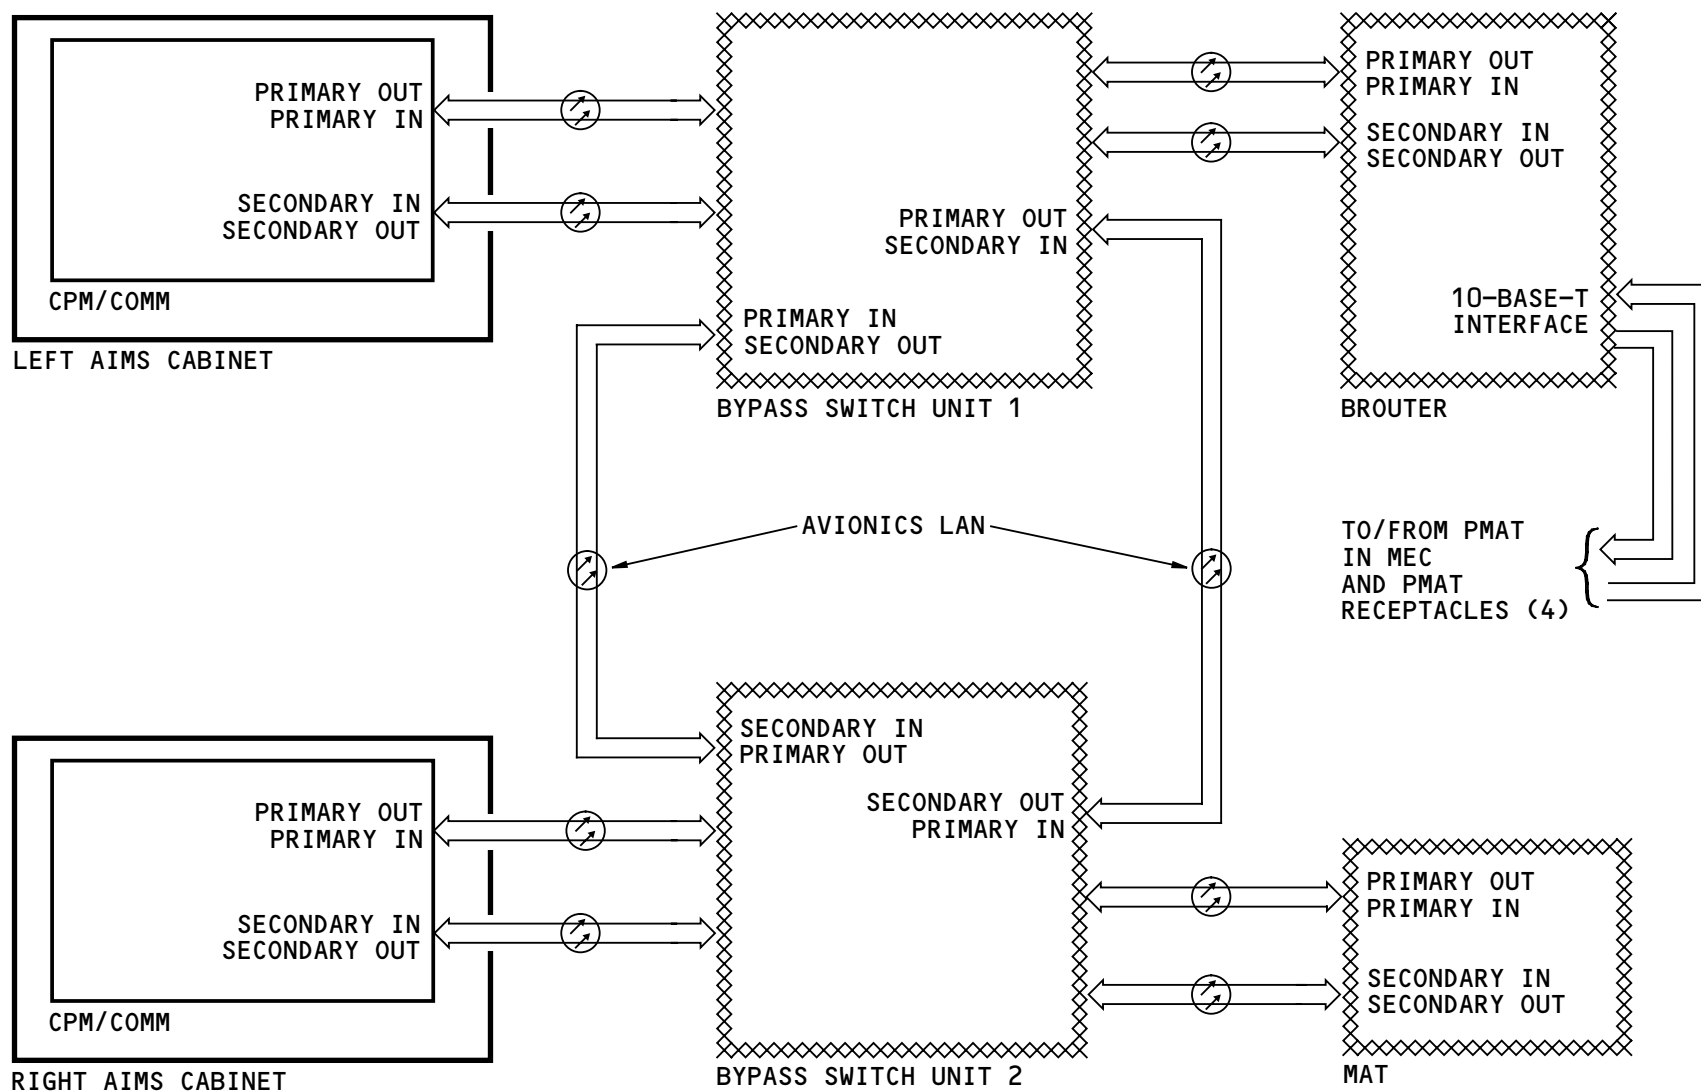 PRIMARY OUT
PRIMARY IN
SECONDARY IN
SECONDARY OUT
CPM/COMM
LEFT AIMS CABINET
PRIMARY OUT
SECONDARY IN
PRIMARY IN
SECONDARY OUT
BYPASS SWITCH UNIT 1
PRIMARY OUT
PRIMARY IN
SECONDARY IN
SECONDARY OUT
10-BASE-T
INTERFACE
BROUTER
AVIONICS LAN
TO/FROM PMAT
IN MEC
AND PMAT
RECEPTACLES (4)
PRIMARY OUT
PRIMARY IN
SECONDARY IN
SECONDARY OUT
CPM/COMM
RIGHT AIMS CABINET
SECONDARY IN
PRIMARY OUT
SECONDARY OUT
PRIMARY IN
BYPASS SWITCH UNIT 2
PRIMARY OUT
PRIMARY IN
SECONDARY IN
SECONDARY OUT
MAT